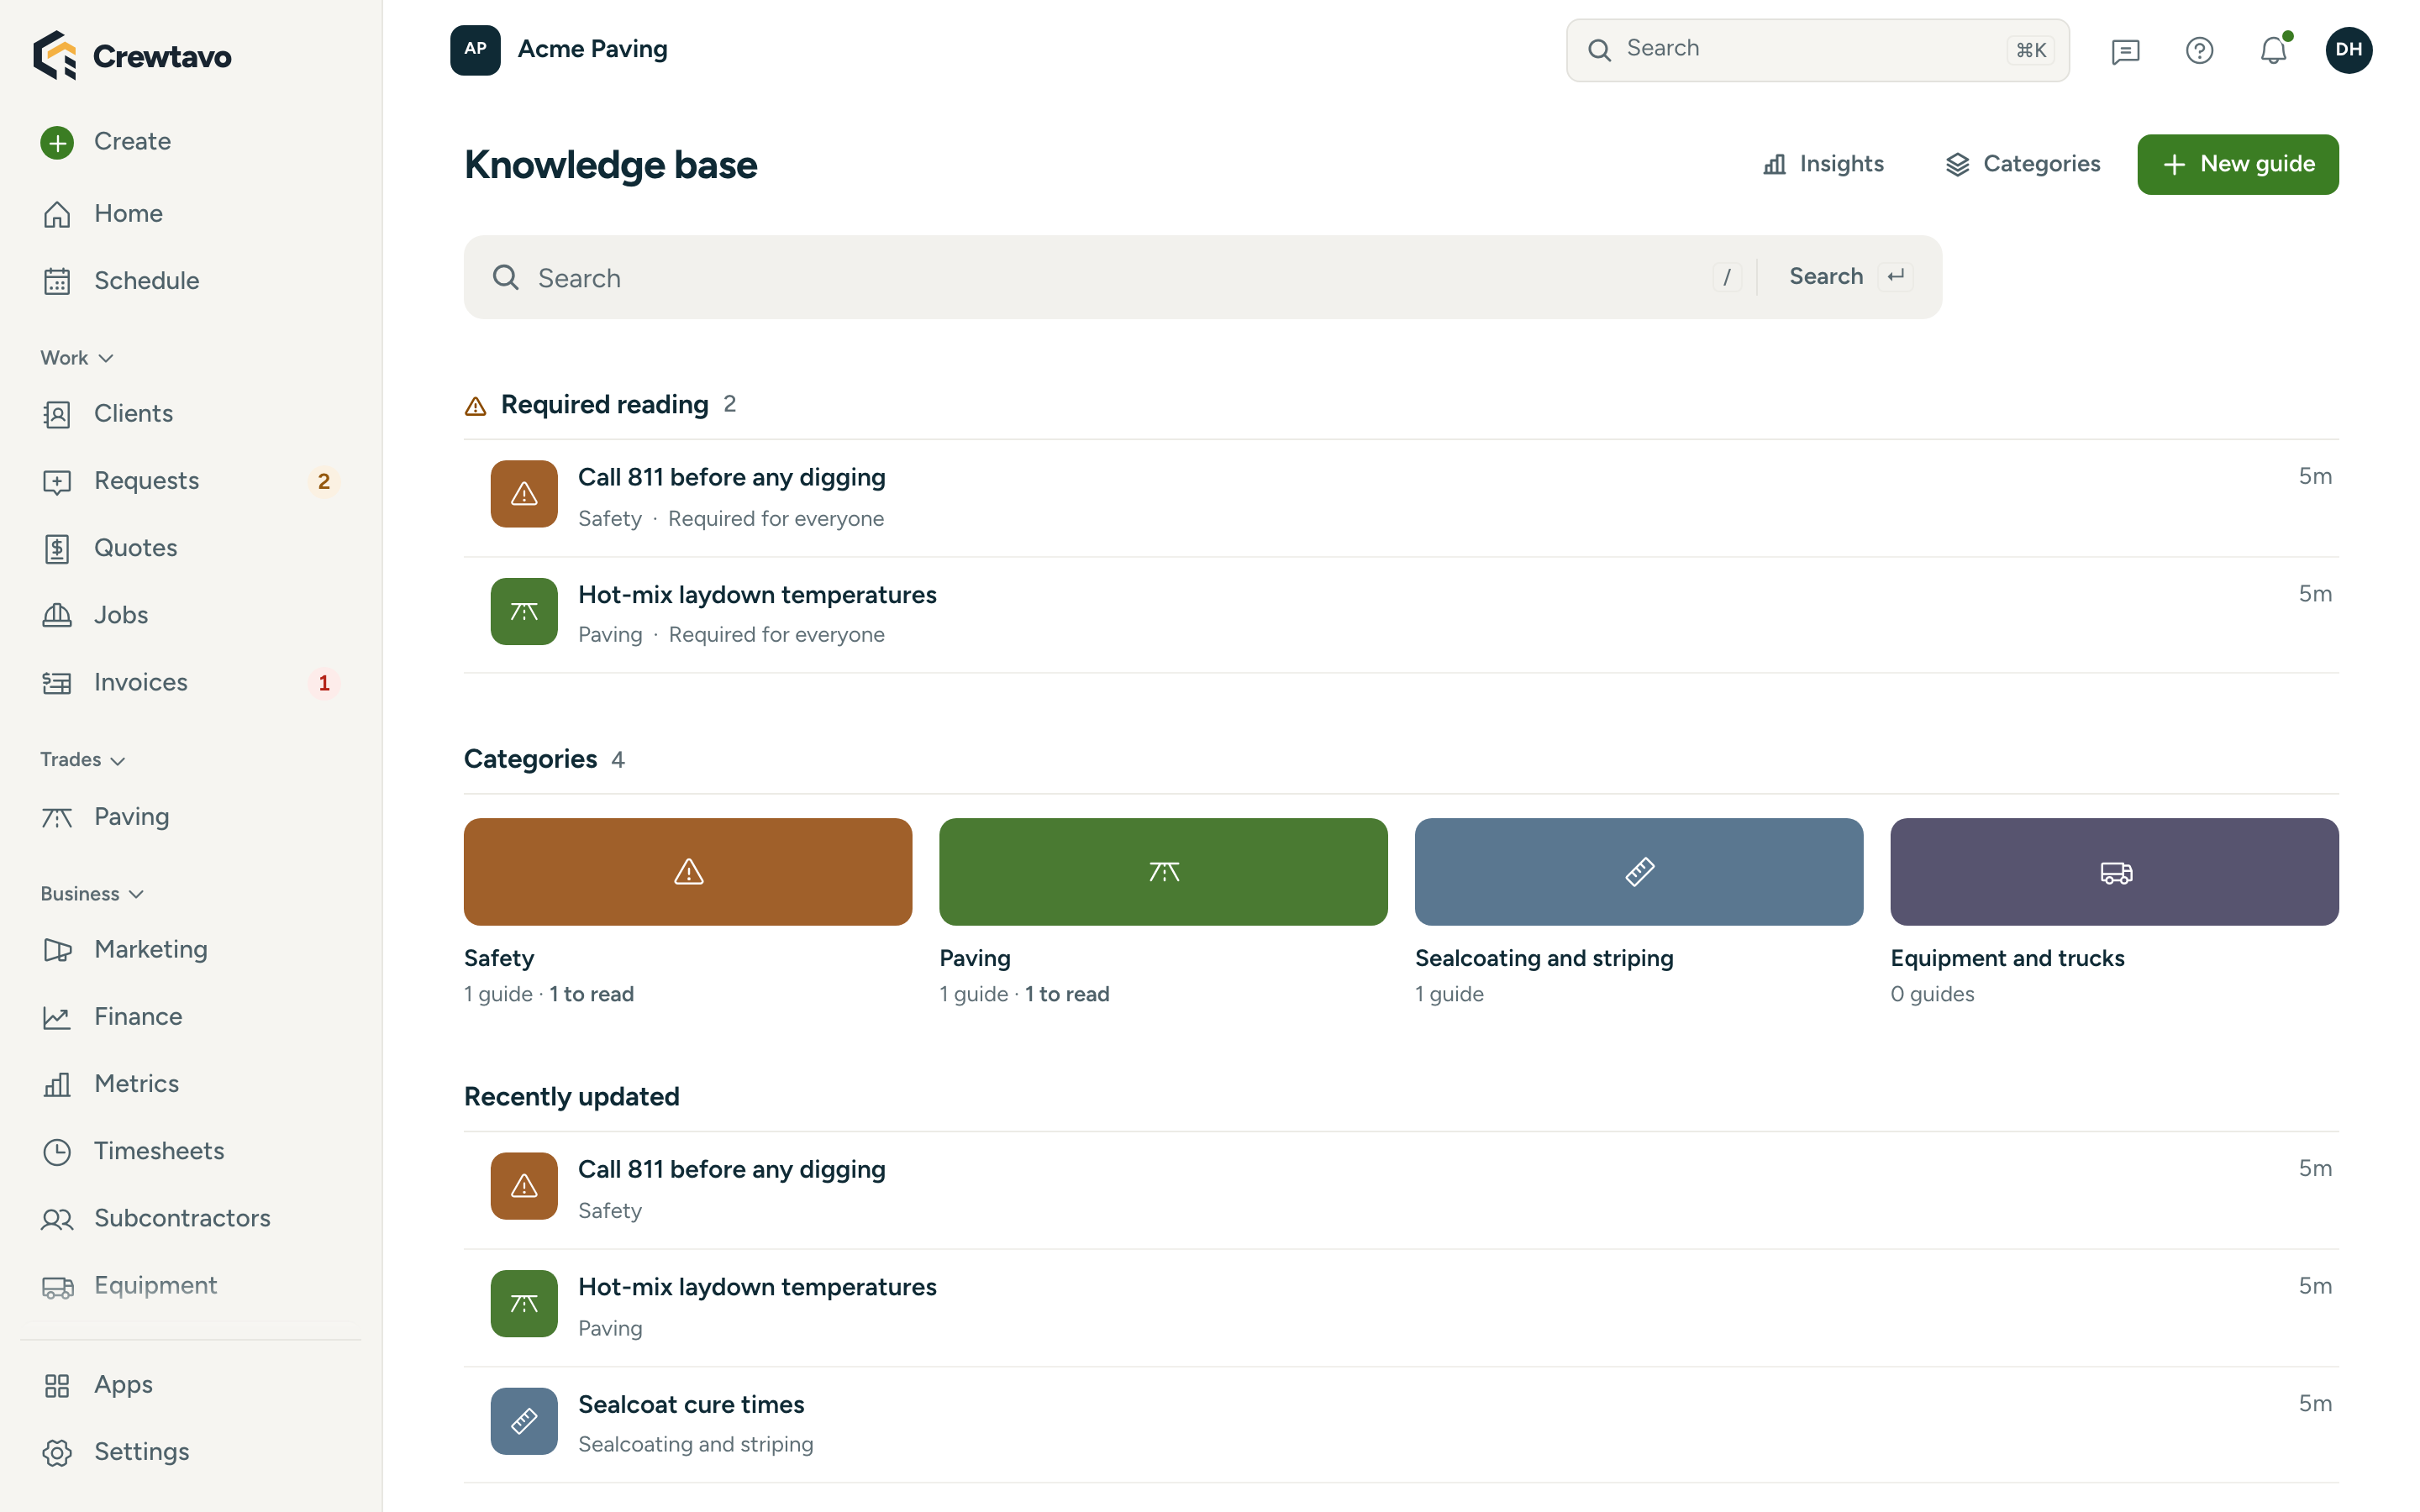 Crewtavo
Create
Home
Schedule
Work
Clients
Requests 2
Quotes
Jobs
Invoices 1
Trades
Paving
Business
Marketing
Finance
Metrics
Timesheets
Subcontractors
Equipment
Apps
Settings
AP Acme Paving
Search ⌘K
DH
Knowledge base
Insights
Categories
New guide
Search / Search ↵
Required reading 2
Call 811 before any digging 5m
Safety · Required for everyone
Hot-mix laydown temperatures 5m
Paving · Required for everyone
Categories 4
Safety
1 guide · 1 to read
Paving
1 guide · 1 to read
Sealcoating and striping
1 guide
Equipment and trucks
0 guides
Recently updated
Call 811 before any digging 5m
Safety
Hot-mix laydown temperatures 5m
Paving
Sealcoat cure times 5m
Sealcoating and striping